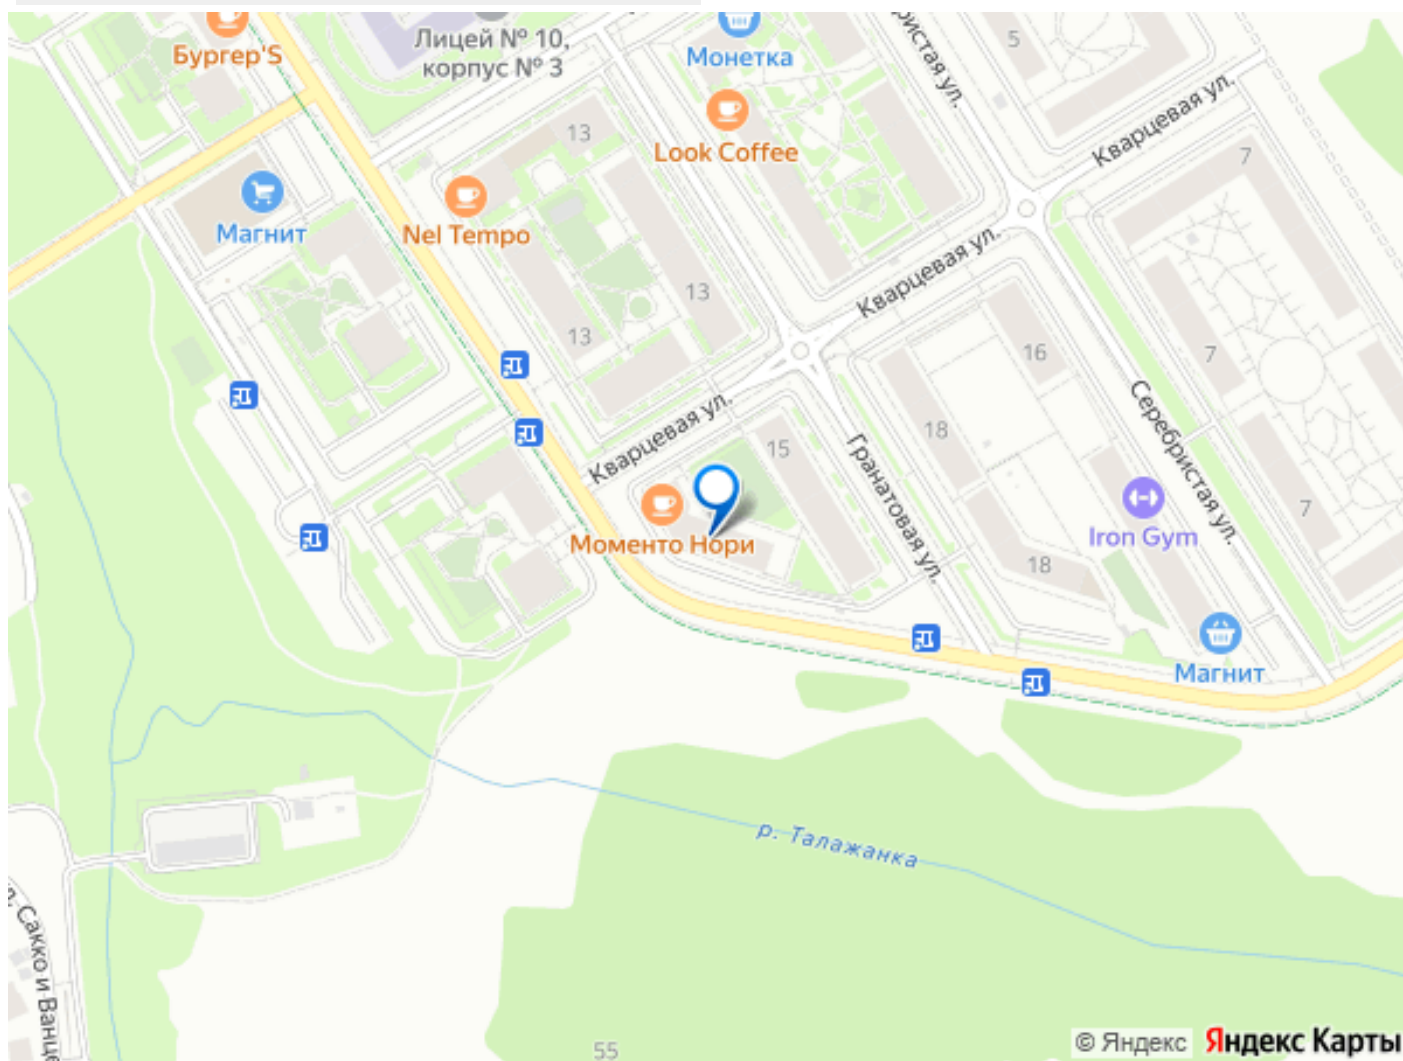 Бургер'S
Лицей № 10,
корпус № 3
Монетка
ристая ул.
5
Кварцевая ул.
13
Look Coffee
7
Магнит
Nel Tempo
Кварцевая ул.
13
13
16
7
Кварцевая ул.
15
18
Гранатовая ул.
Серебристая ул.
Моменто Нори
Iron Gym
7
18
Магнит
р. Талажанка
л. Сакко и Ванце
55
© Яндекс Яндекс Карты